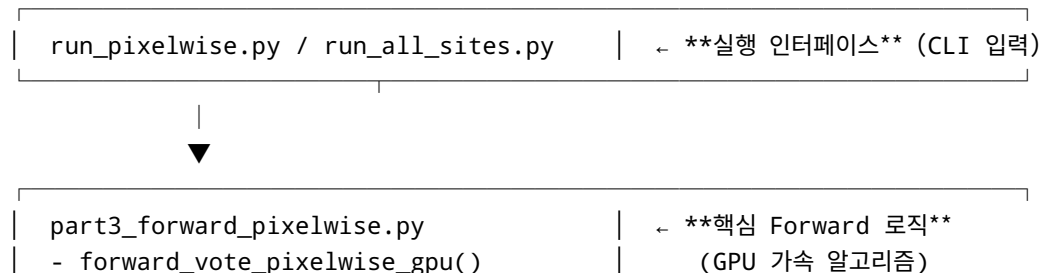 run_pixelwise.py / run_all_sites.py ← **실행 인터페이스** (CLI 입력)
▼
part3_forward_pixelwise.py ← **핵심 Forward 로직**
- forward_vote_pixelwise_gpu() (GPU 가속 알고리즘)